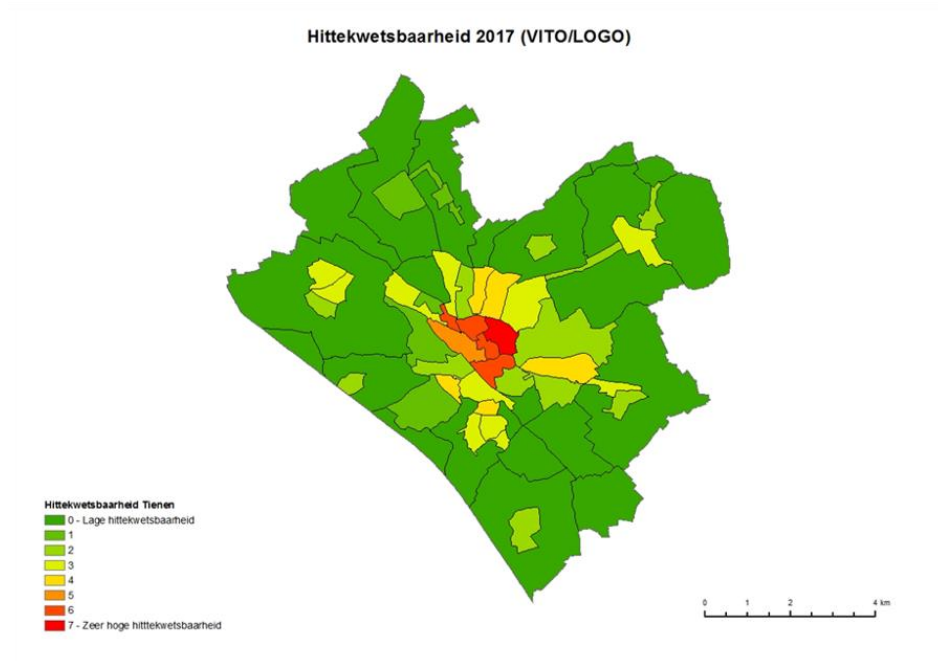 Hittekwetsbaarheid 2017 (VITO/LOGO)
Hittekwetsbaarheid Tienen
0 - Lage hittekwetsbaarheid
1
2
3
4
5
6
7 - Zeer hoge hitttekwetsbaarheid
0 1 2 4 km